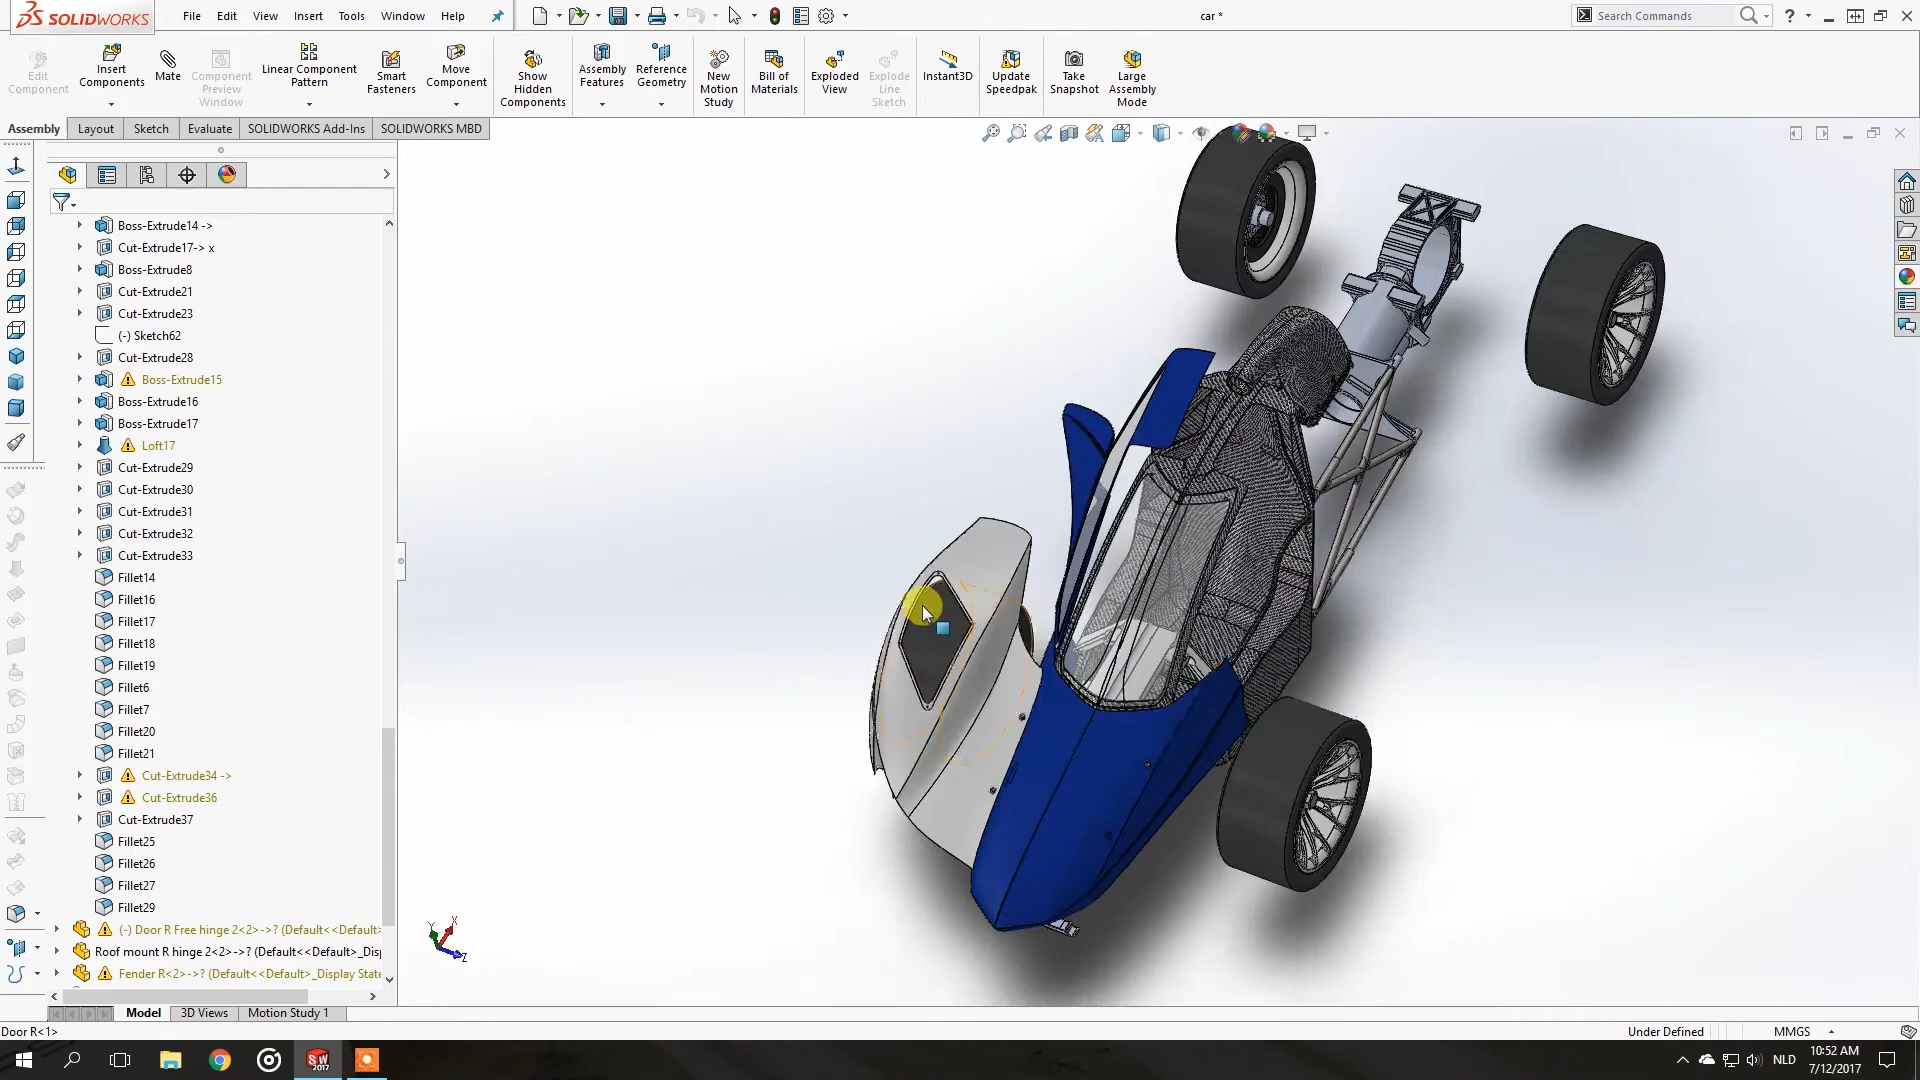 SOLIDWORKS File Edit View Insert Tools Window Help car * Search Commands ?
Edit Component
Insert Components
Mate
Component Preview Window
Linear Component Pattern
Smart Fasteners
Move Component
Show Hidden Components
Assembly Features
Reference Geometry
New Motion Study
Bill of Materials
Exploded View
Explode Line Sketch
Instant3D
Update Speedpak
Take Snapshot
Large Assembly Mode
Assembly Layout Sketch Evaluate SOLIDWORKS Add-Ins SOLIDWORKS MBD
Boss-Extrude14 ->
Cut-Extrude17-> x
Boss-Extrude8
Cut-Extrude21
Cut-Extrude23
(-) Sketch62
Cut-Extrude28
Boss-Extrude15
Boss-Extrude16
Boss-Extrude17
Loft17
Cut-Extrude29
Cut-Extrude30
Cut-Extrude31
Cut-Extrude32
Cut-Extrude33
Fillet14
Fillet16
Fillet17
Fillet18
Fillet19
Fillet6
Fillet7
Fillet20
Fillet21
Cut-Extrude34 ->
Cut-Extrude36
Cut-Extrude37
Fillet25
Fillet26
Fillet27
Fillet29
(-) Door R Free hinge 2<2>->? (Default<<Default>
Roof mount R hinge 2<2>->? (Default<<Default>_Disp
Fender R<2>->? (Default<<Default>_Display State
Y X Z
Model 3D Views Motion Study 1
Door R<1> Under Defined MMGS
SW 2017
NLD 10:52 AM
7/12/2017